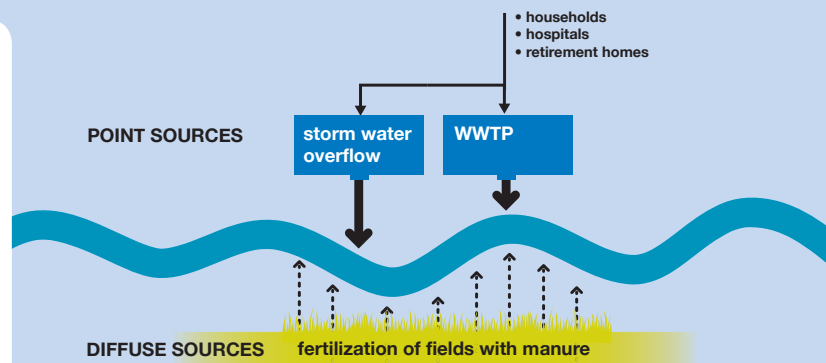 • households
• hospitals
• retirement homes
POINT SOURCES
storm water
overflow
WWTP
DIFFUSE SOURCES
fertilization of fields with manure